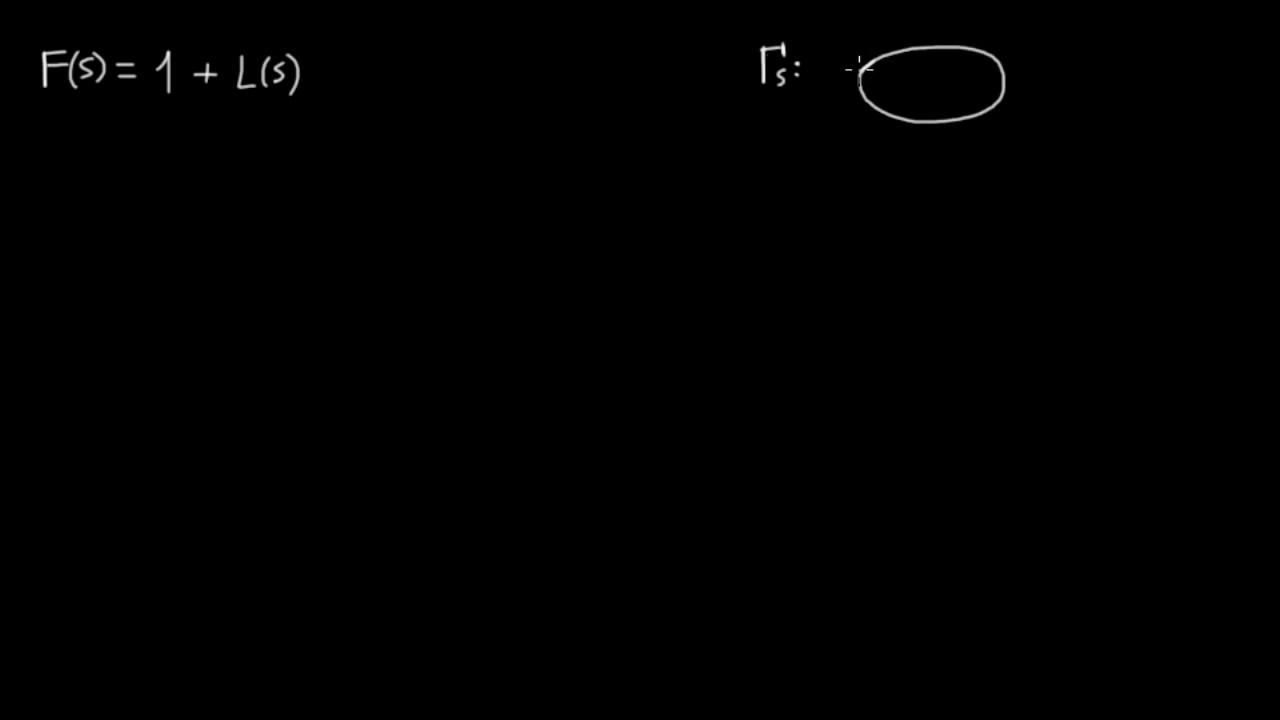 F(s) = 1 + L(s)
Γs: